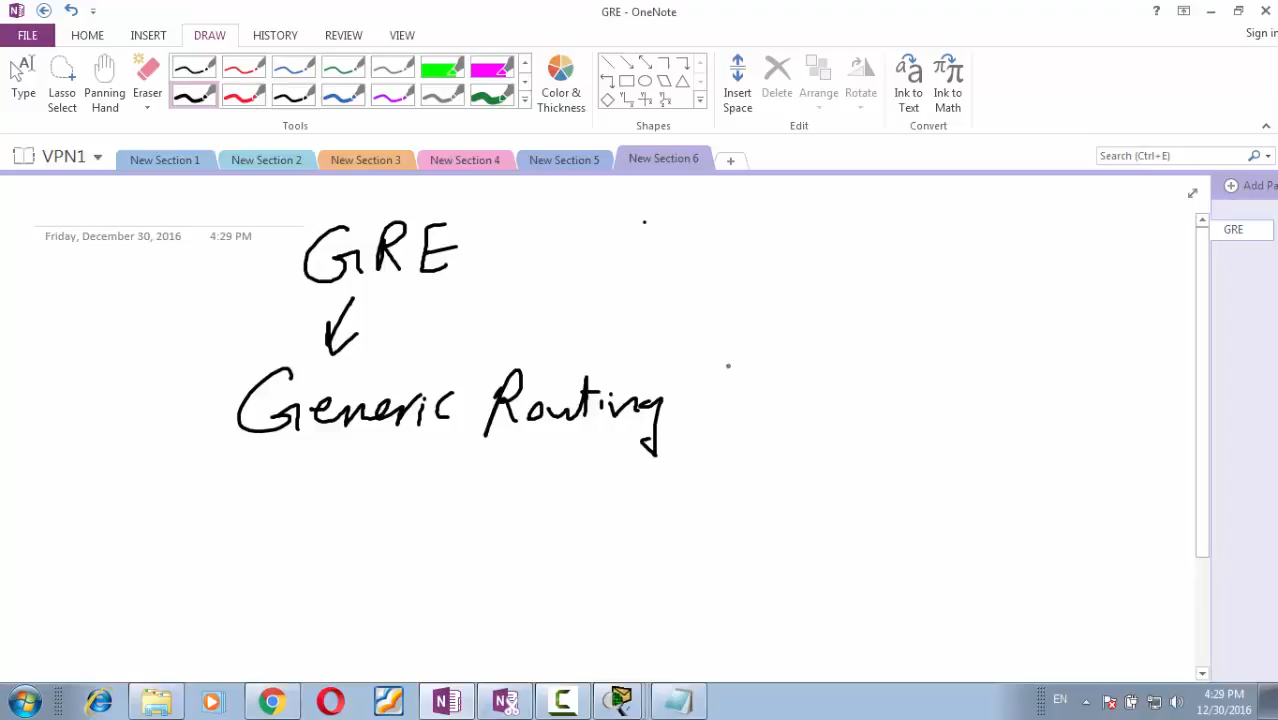 GRE - OneNote
Sign in
FILE HOME INSERT DRAW HISTORY REVIEW VIEW
Type Lasso Select Panning Hand Eraser Color & Thickness Insert Space Delete Arrange Rotate Ink to Text Ink to Math
Tools Shapes Edit Convert
VPN1 New Section 1 New Section 2 New Section 3 New Section 4 New Section 5 New Section 6 Search (Ctrl+E)
Add Pa
GRE
Friday, December 30, 2016 4:29 PM
GRE
Generic Routing
EN 4:29 PM
12/30/2016